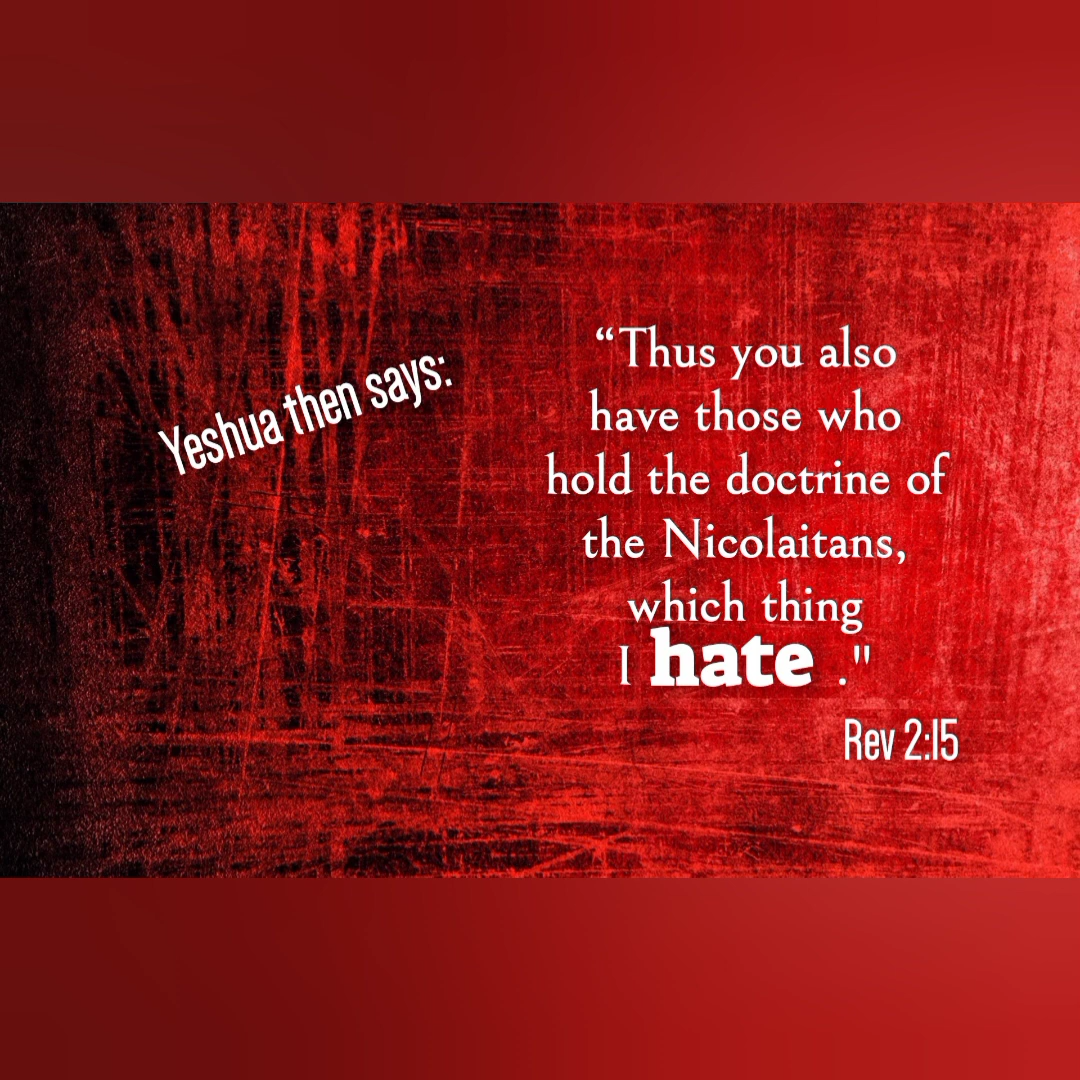 Yeshua then says:
“Thus you also
have those who
hold the doctrine of
the Nicolaitans,
which thing
I hate ."
Rev 2:15